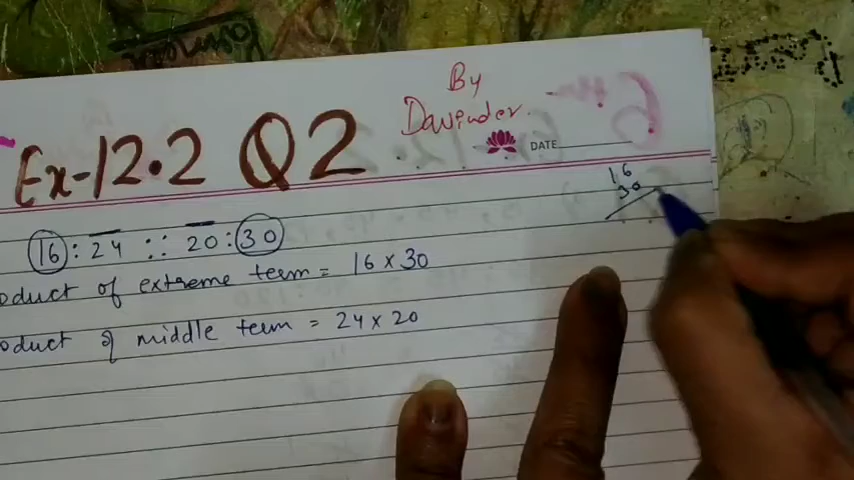 By
Davinder
Ex-12.2 Q2
DATE
16 : 24 :: 20 : 30
oduct of extreme term = 16 × 30
oduct of middle term = 24 × 20
16
30